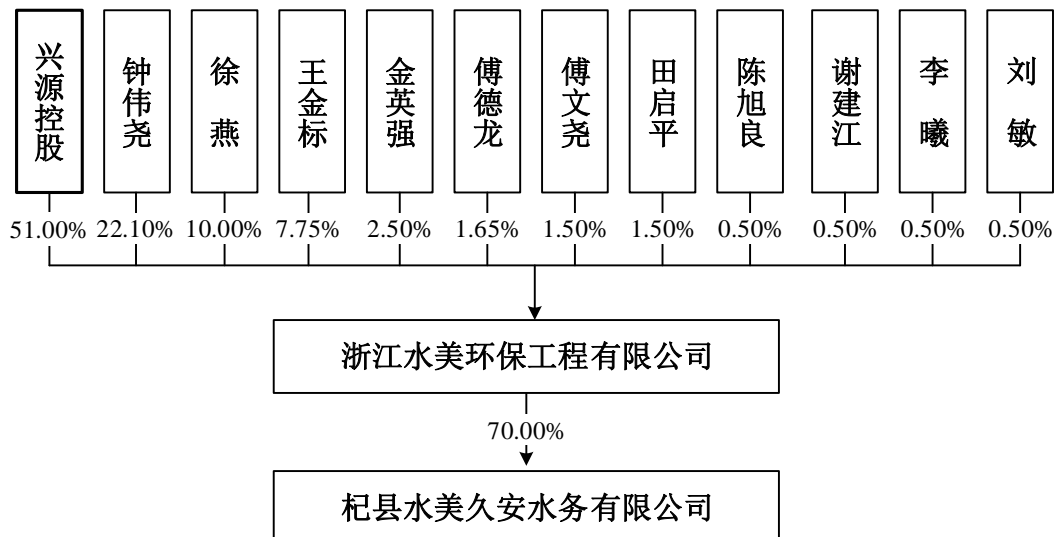 兴源控股
钟伟尧
徐燕
王金标
金英强
傅德龙
傅文尧
田启平
陈旭良
谢建江
李曦
刘敏
51.00%
22.10%
10.00%
7.75%
2.50%
1.65%
1.50%
1.50%
0.50%
0.50%
0.50%
0.50%
浙江水美环保工程有限公司
70.00%
杞县水美久安水务有限公司